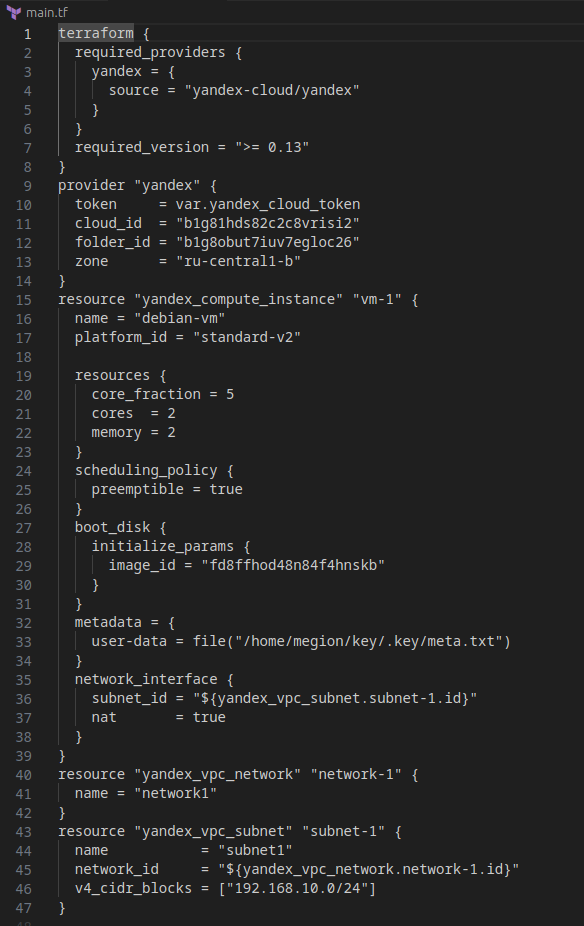 main.tf
1 terraform {
2   required_providers {
3     yandex = {
4       source = "yandex-cloud/yandex"
5     }
6   }
7   required_version = ">= 0.13"
8 }
9 provider "yandex" {
10   token     = var.yandex_cloud_token
11   cloud_id  = "b1g81hds82c2c8vrisi2"
12   folder_id = "b1g8obut7iuv7egloc26"
13   zone      = "ru-central1-b"
14 }
15 resource "yandex_compute_instance" "vm-1" {
16   name = "debian-vm"
17   platform_id = "standard-v2"
18
19   resources {
20     core_fraction = 5
21     cores  = 2
22     memory = 2
23   }
24   scheduling_policy {
25     preemptible = true
26   }
27   boot_disk {
28     initialize_params {
29       image_id = "fd8ffhod48n84f4hnskb"
30     }
31   }
32   metadata = {
33     user-data = file("/home/megion/key/.key/meta.txt")
34   }
35   network_interface {
36     subnet_id = "${yandex_vpc_subnet.subnet-1.id}"
37     nat       = true
38   }
39 }
40 resource "yandex_vpc_network" "network-1" {
41   name = "network1"
42 }
43 resource "yandex_vpc_subnet" "subnet-1" {
44   name           = "subnet1"
45   network_id     = "${yandex_vpc_network.network-1.id}"
46   v4_cidr_blocks = ["192.168.10.0/24"]
47 }